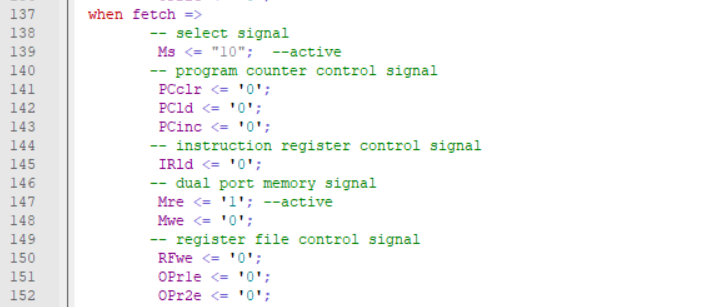 137 when fetch =>
138 -- select signal
139 Ms <= "10"; --active
140 -- program counter control signal
141 PCclr <= '0';
142 PCld <= '0';
143 PCinc <= '0';
144 -- instruction register control signal
145 IRld <= '0';
146 -- dual port memory signal
147 Mre <= '1'; --active
148 Mwe <= '0';
149 -- register file control signal
150 RFwe <= '0';
151 OPr1e <= '0';
152 OPr2e <= '0';